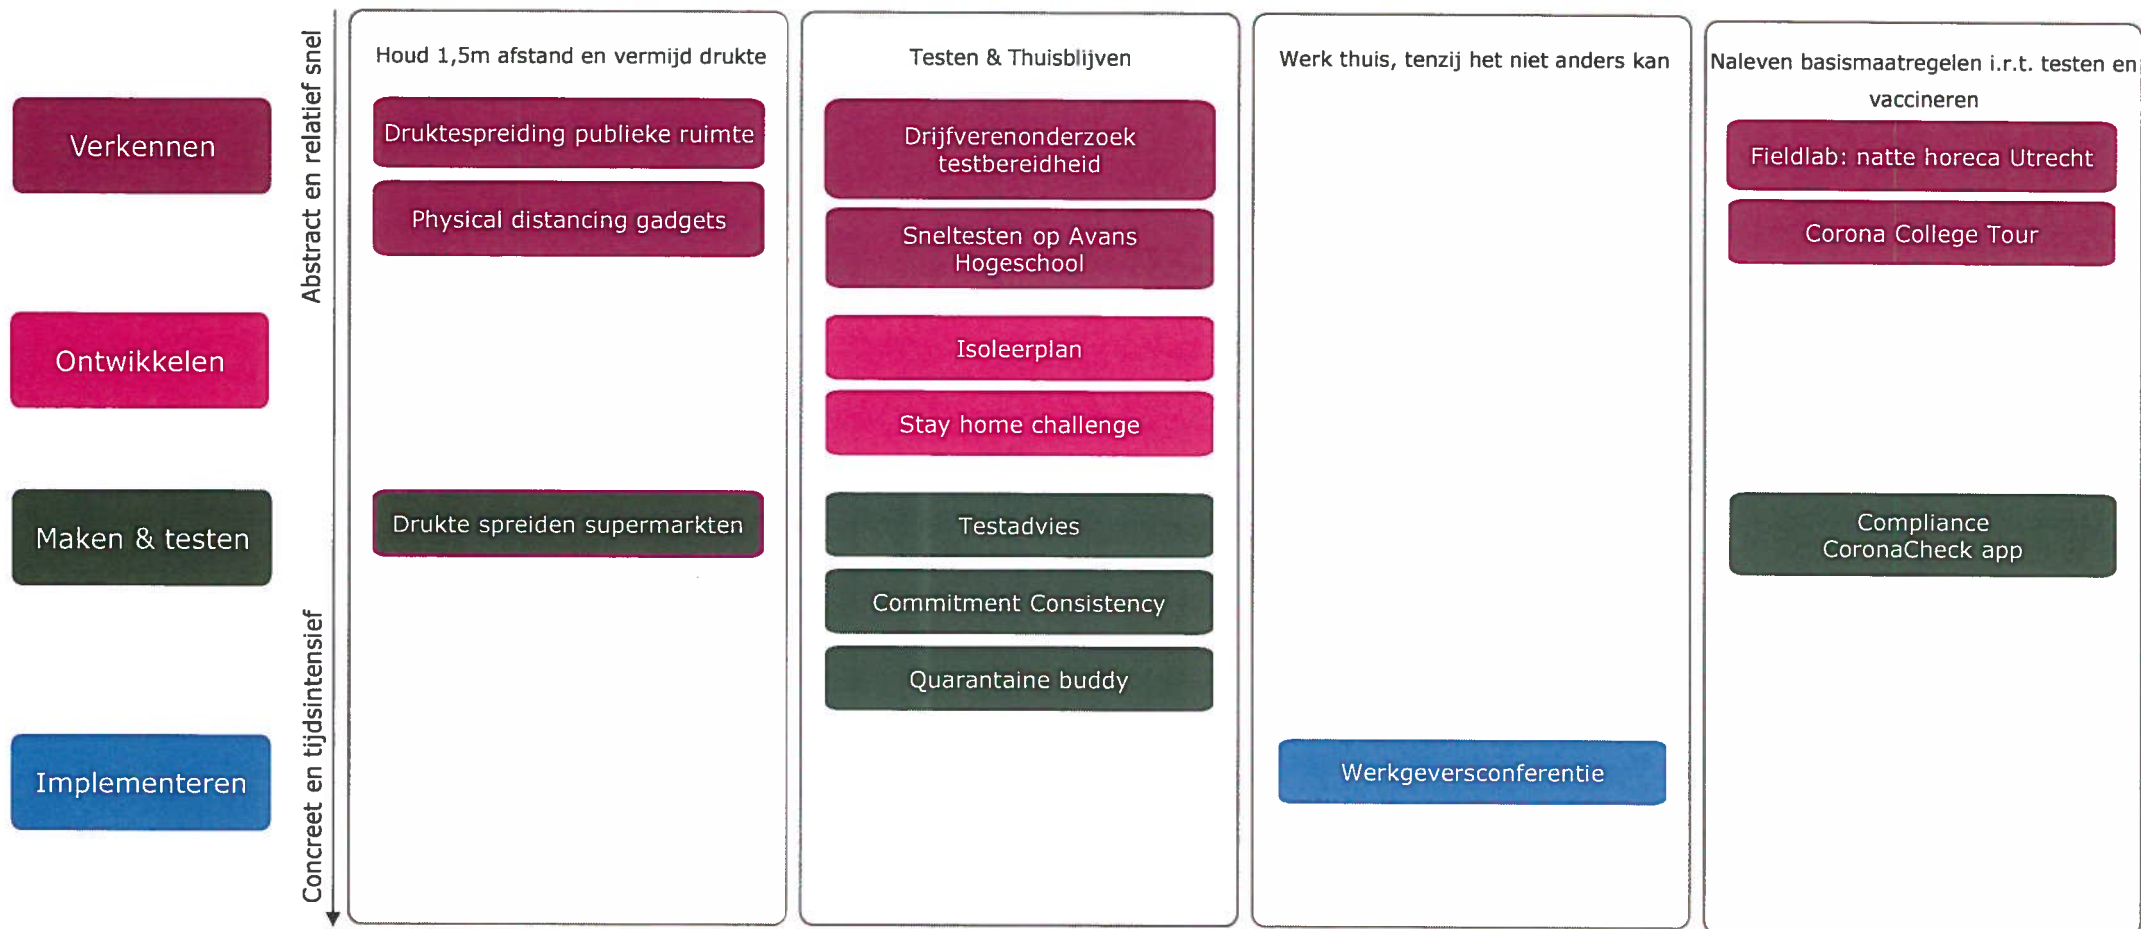 Verkennen
Ontwikkelen
Maken & testen
Implementeren
Abstract en relatief snel
Concreet en tijdsintensief
Houd 1,5m afstand en vermijd drukte
Druktespreiding publieke ruimte
Physical distancing gadgets
Drukte spreiden supermarkten
Testen & Thuisblijven
Drijfverenonderzoek
testbereidheid
Sneltesten op Avans
Hogeschool
Isoleerplan
Stay home challenge
Testadvies
Commitment Consistency
Quarantaine buddy
Werk thuis, tenzij het niet anders kan
Werkgeversconferentie
Naleven basismaatregelen i.r.t. testen en
vaccineren
Fieldlab: natte horeca Utrecht
Corona College Tour
Compliance
CoronaCheck app